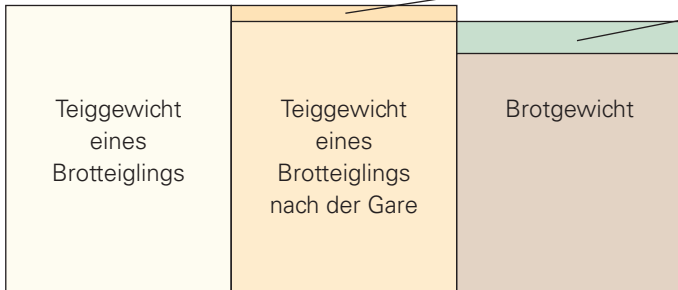 Teiggewicht
eines
Brotteiglings
Teiggewicht
eines
Brotteiglings
nach der Gare
Brotgewicht